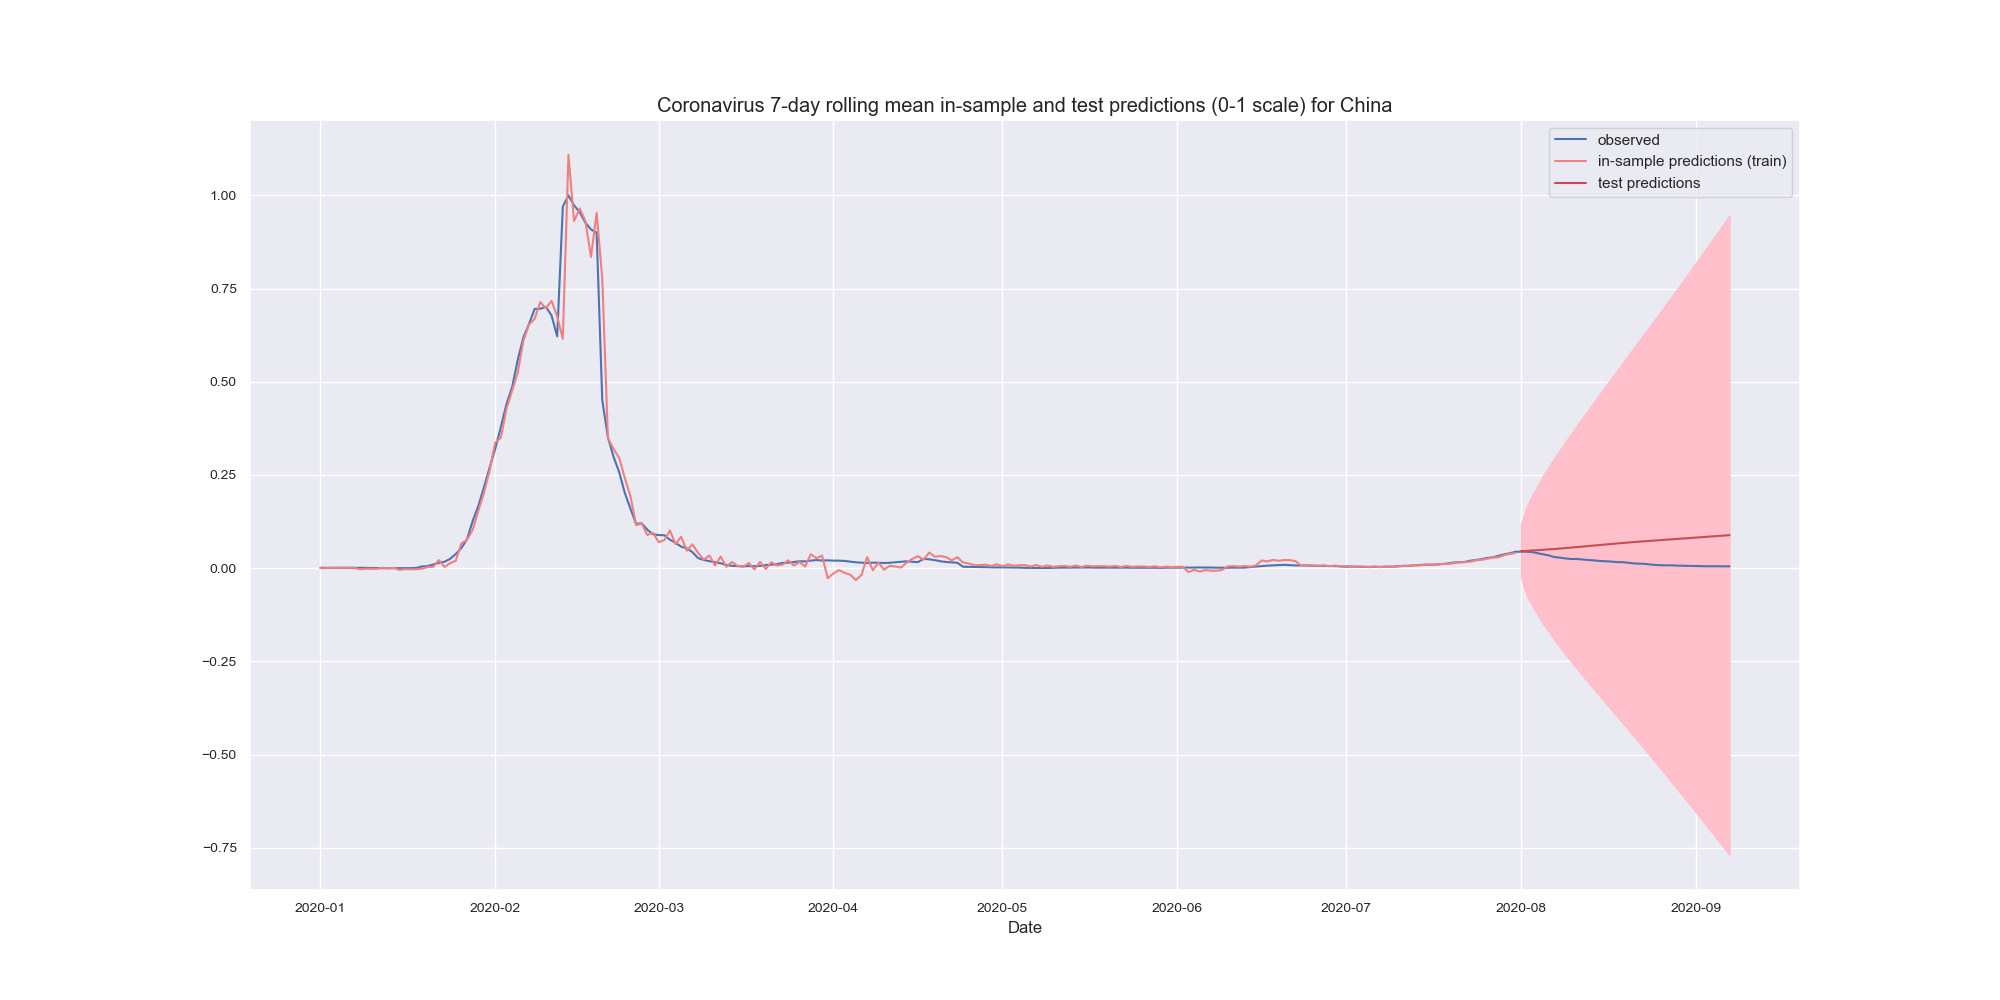 Coronavirus 7-day rolling mean in-sample and test predictions (0-1 scale) for China
observed
in-sample predictions (train)
test predictions
1.00
0.75
0.50
0.25
0.00
−0.25
−0.50
−0.75
2020-01 2020-02 2020-03 2020-04 2020-05 2020-06 2020-07 2020-08 2020-09
Date